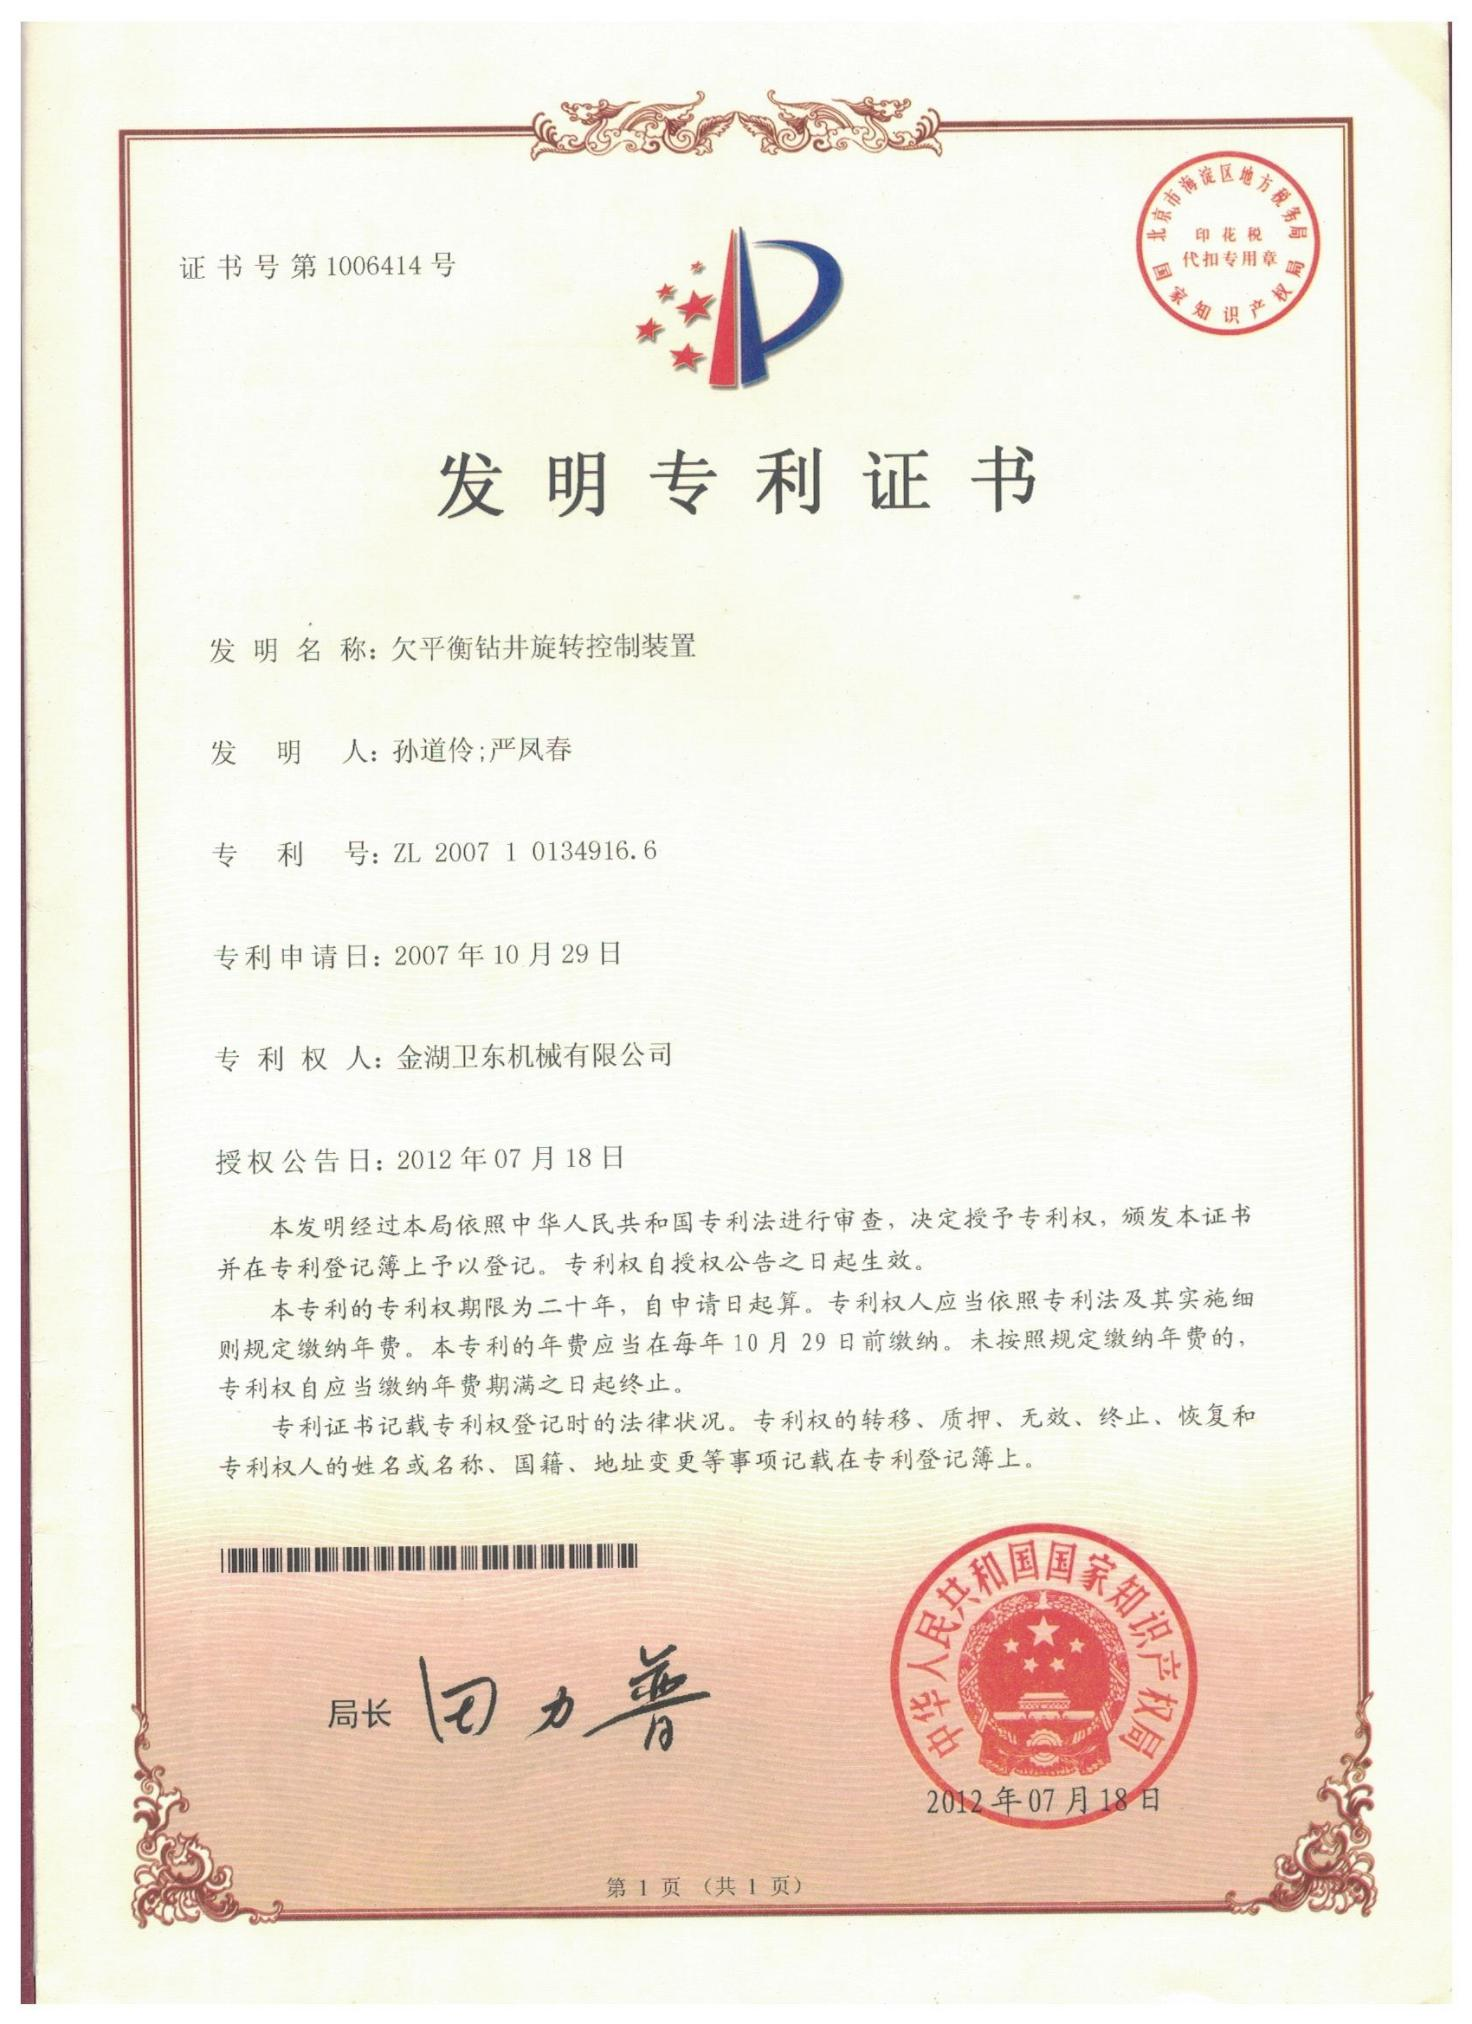 证书号第1006414号
北京市海淀区地方税务局
印花税
代扣专用章
国家知识产权局
发明专利证书
发明名称：欠平衡钻井旋转控制装置
发明人：孙道伶;严凤春
专利号：ZL 2007 1 0134916.6
专利申请日：2007年10月29日
专利权人：金湖卫东机械有限公司
授权公告日：2012年07月18日
本发明经过本局依照中华人民共和国专利法进行审查，决定授予专利权，颁发本证书
并在专利登记簿上予以登记。专利权自授权公告之日起生效。
本专利的专利权期限为二十年，自申请日起算。专利权人应当依照专利法及其实施细
则规定缴纳年费。本专利的年费应当在每年10月29日前缴纳。未按照规定缴纳年费的，
专利权自应当缴纳年费期满之日起终止。
专利证书记载专利权登记时的法律状况。专利权的转移、质押、无效、终止、恢复和
专利权人的姓名或名称、国籍、地址变更等事项记载在专利登记簿上。
局长 田力普
中华人民共和国国家知识产权局
2012年07月18日
第1页（共1页）